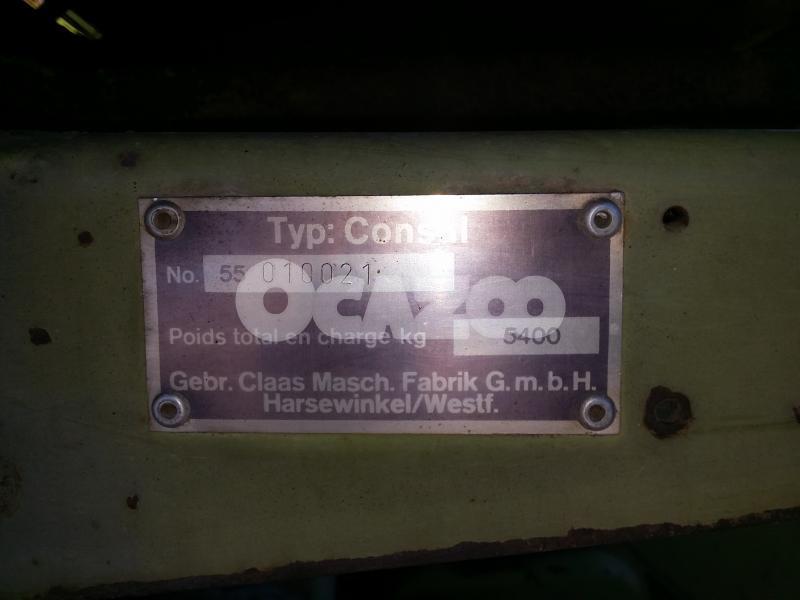 Typ: Consul
No. 55 010021
OCAZOO
Poids total en charge kg 5400
Gebr. Claas Masch. Fabrik G.m.b.H.
Harsewinkel/Westf.